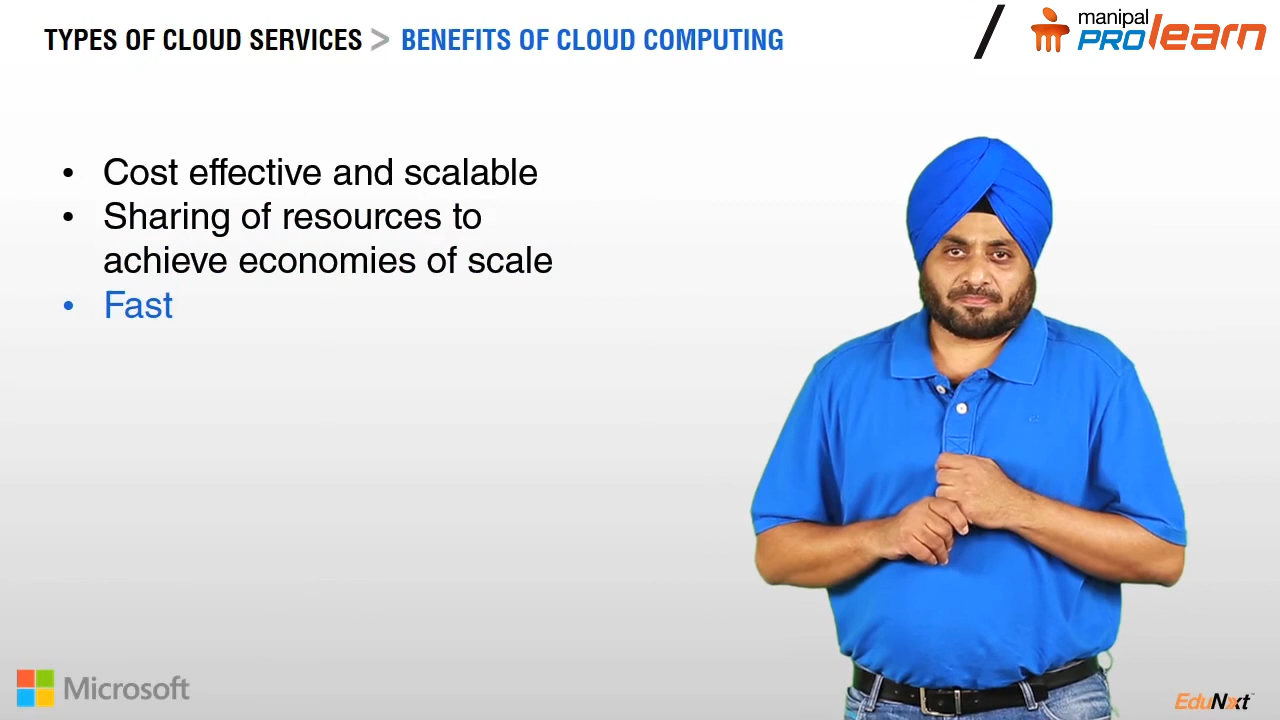 TYPES OF CLOUD SERVICES > BENEFITS OF CLOUD COMPUTING
manipal
PROlearn
• Cost effective and scalable
• Sharing of resources to
achieve economies of scale
• Fast
Microsoft
EduNxt